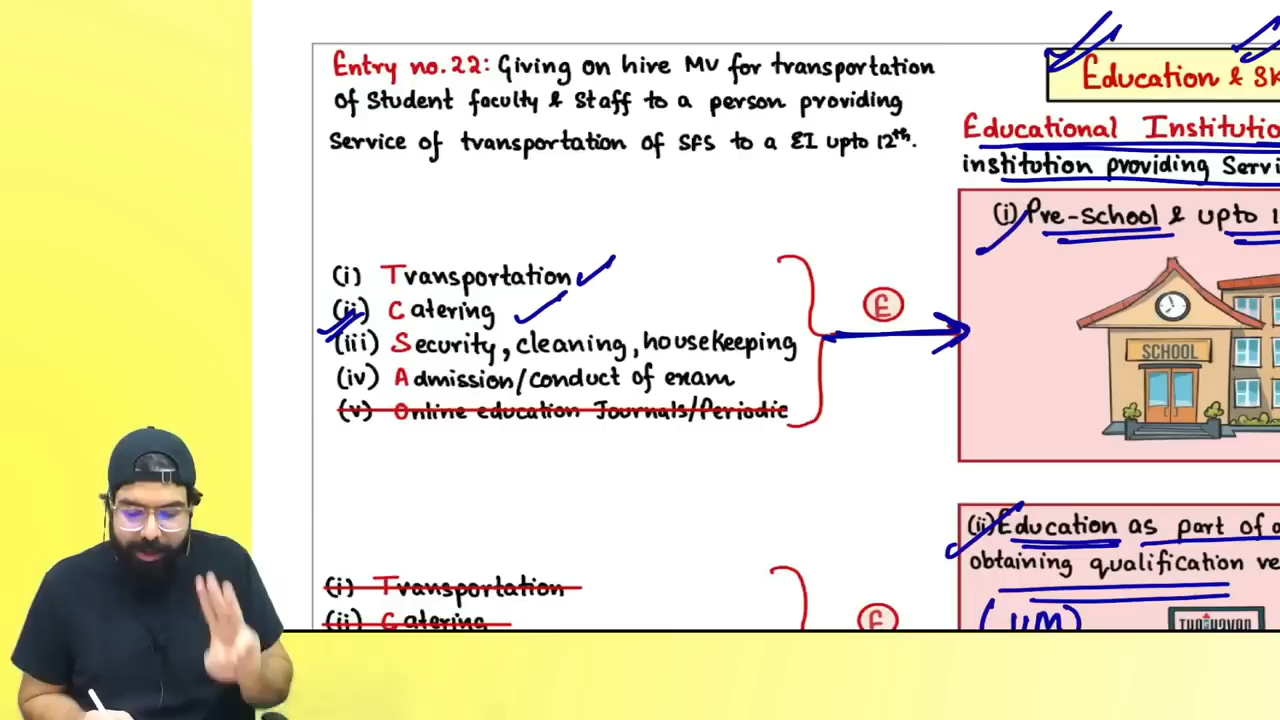 Entry no.22: Giving on hire MV for transportation
of Student faculty & Staff to a person providing
Service of transportation of SFS to a EI upto 12th.
Education & SK
Educational Institutio
institution providing Servi
(i) Pre-school & upto 1
(i) Transportation
(ii) Catering
(iii) Security, cleaning, housekeeping
(iv) Admission/conduct of exam
(v) Online education Journals/Periodic
E
SCHOOL
(ii) Education as part of a
obtaining qualification ve
(i) Transportation
(ii) Catering
E